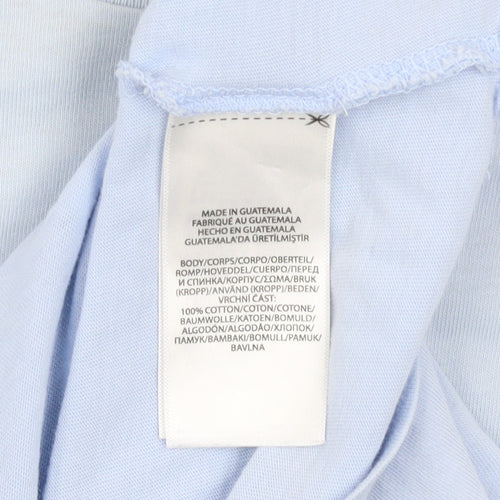 MADE IN GUATEMALA
FABRIQUÉ AU GUATEMALA
HECHO EN GUATEMALA
GUATEMALA'DA ÜRETİLMİŞTİR
BODY/CORPS/CORPO/OBERTEIL/
ROMP/HOVEDDEL/CUERPO/ПЕРЕД
И СПИНКА/КОРПУС/ΣΩΜΑ/BRUK
(KROPP)/ANVÄND (KROPP)/BEDEN/
VRCHNÍ ČÁST:
100% COTTON/COTON/COTONE/
BAUMWOLLE/KATOEN/BOMULD/
ALGODÓN/ALGODÃO/ХЛОПОК/
ПАМУК/BAMBAKI/BOMULL/PAMUK/
BAVLNA